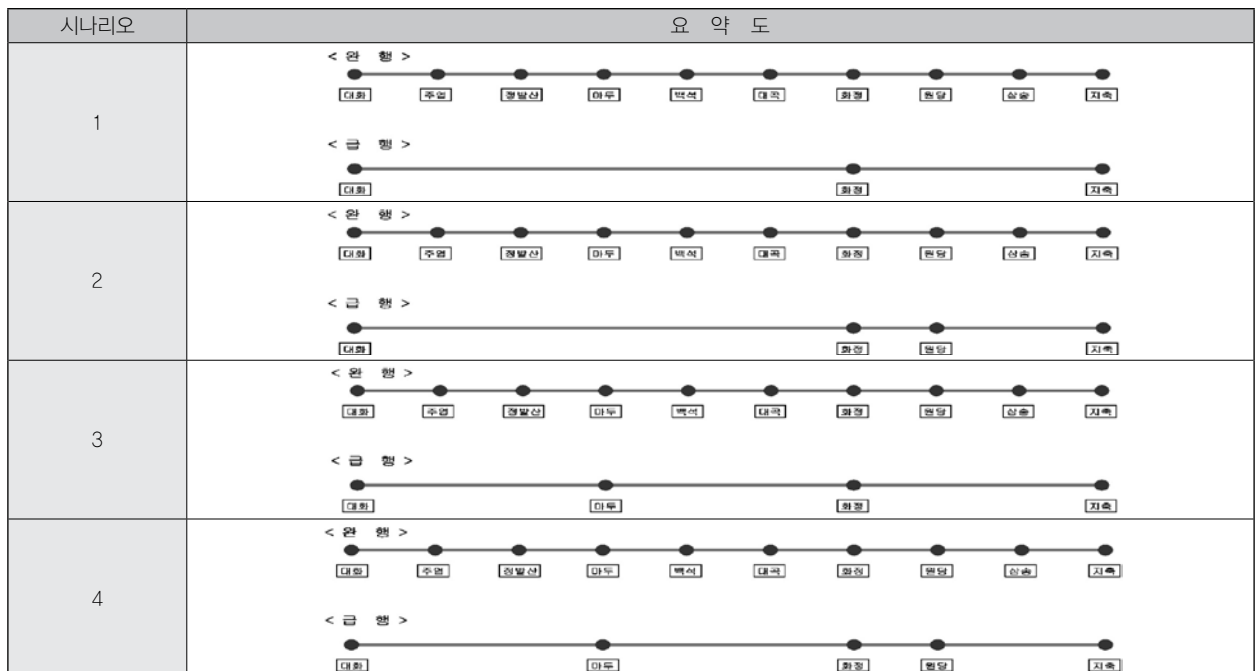 시나리오 요 약 도
1
< 완 행 >
대화 주엽 정발산 마두 백석 대곡 화정 원당 삼송 지축
< 급 행 >
대화 화정 지축
2
< 완 행 >
대화 주엽 정발산 마두 백석 대곡 화정 원당 삼송 지축
< 급 행 >
대화 화정 원당 지축
3
< 완 행 >
대화 주엽 정발산 마두 백석 대곡 화정 원당 삼송 지축
< 급 행 >
대화 마두 화정 지축
4
< 완 행 >
대화 주엽 정발산 마두 백석 대곡 화정 원당 삼송 지축
< 급 행 >
대화 마두 화정 원당 지축